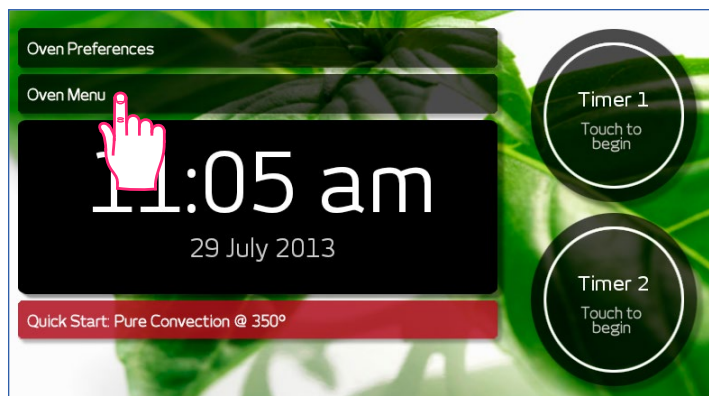 Oven Preferences
Oven Menu
11:05 am
29 July 2013
Quick Start: Pure Convection @ 350°
Timer 1
Touch to
begin
Timer 2
Touch to
begin